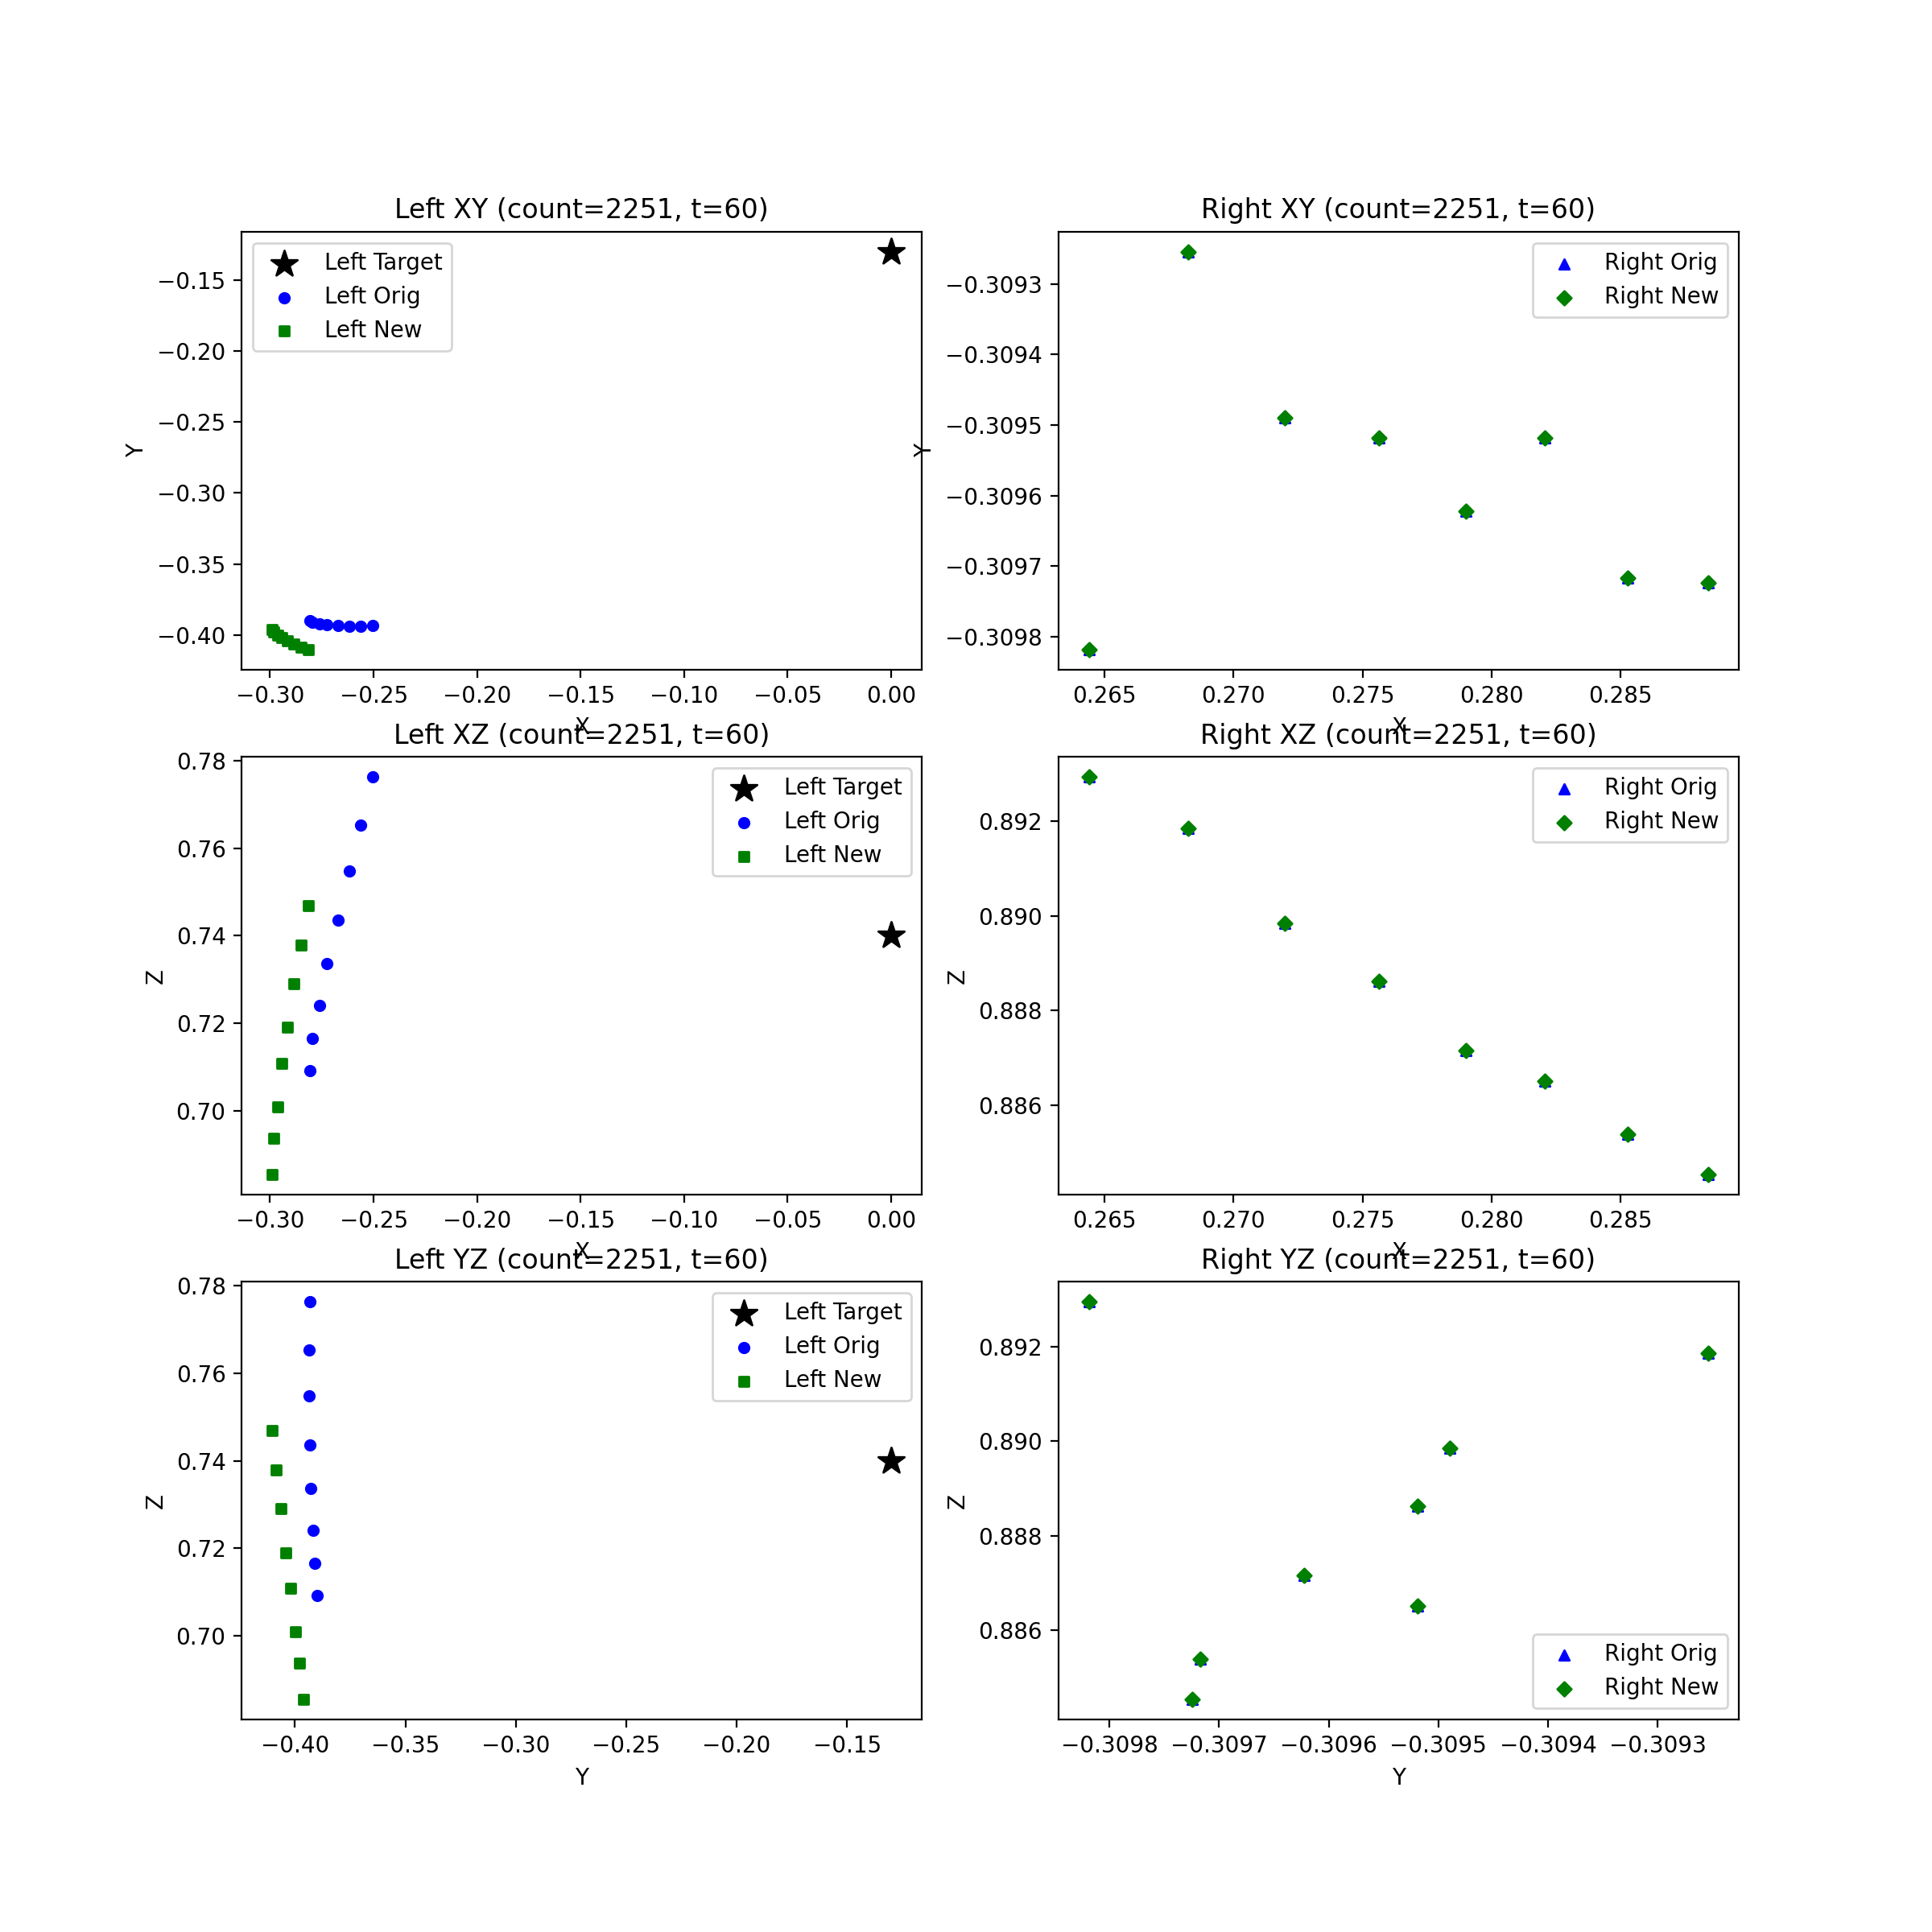 Left XY (count=2251, t=60)
Left Target
Left Orig
Left New
−0.15
−0.20
−0.25
−0.30
−0.35
−0.40
Y
−0.30
−0.25
−0.20
−0.15
−0.10
−0.05
0.00
X
Right XY (count=2251, t=60)
Right Orig
Right New
−0.3093
−0.3094
−0.3095
−0.3096
−0.3097
−0.3098
Y
0.265
0.270
0.275
0.280
0.285
X
Left XZ (count=2251, t=60)
Left Target
Left Orig
Left New
0.78
0.76
0.74
0.72
0.70
Z
−0.30
−0.25
−0.20
−0.15
−0.10
−0.05
0.00
X
Right XZ (count=2251, t=60)
Right Orig
Right New
0.892
0.890
0.888
0.886
Z
0.265
0.270
0.275
0.280
0.285
X
Left YZ (count=2251, t=60)
Left Target
Left Orig
Left New
0.78
0.76
0.74
0.72
0.70
Z
−0.40
−0.35
−0.30
−0.25
−0.20
−0.15
Y
Right YZ (count=2251, t=60)
Right Orig
Right New
0.892
0.890
0.888
0.886
Z
−0.3098
−0.3097
−0.3096
−0.3095
−0.3094
−0.3093
Y